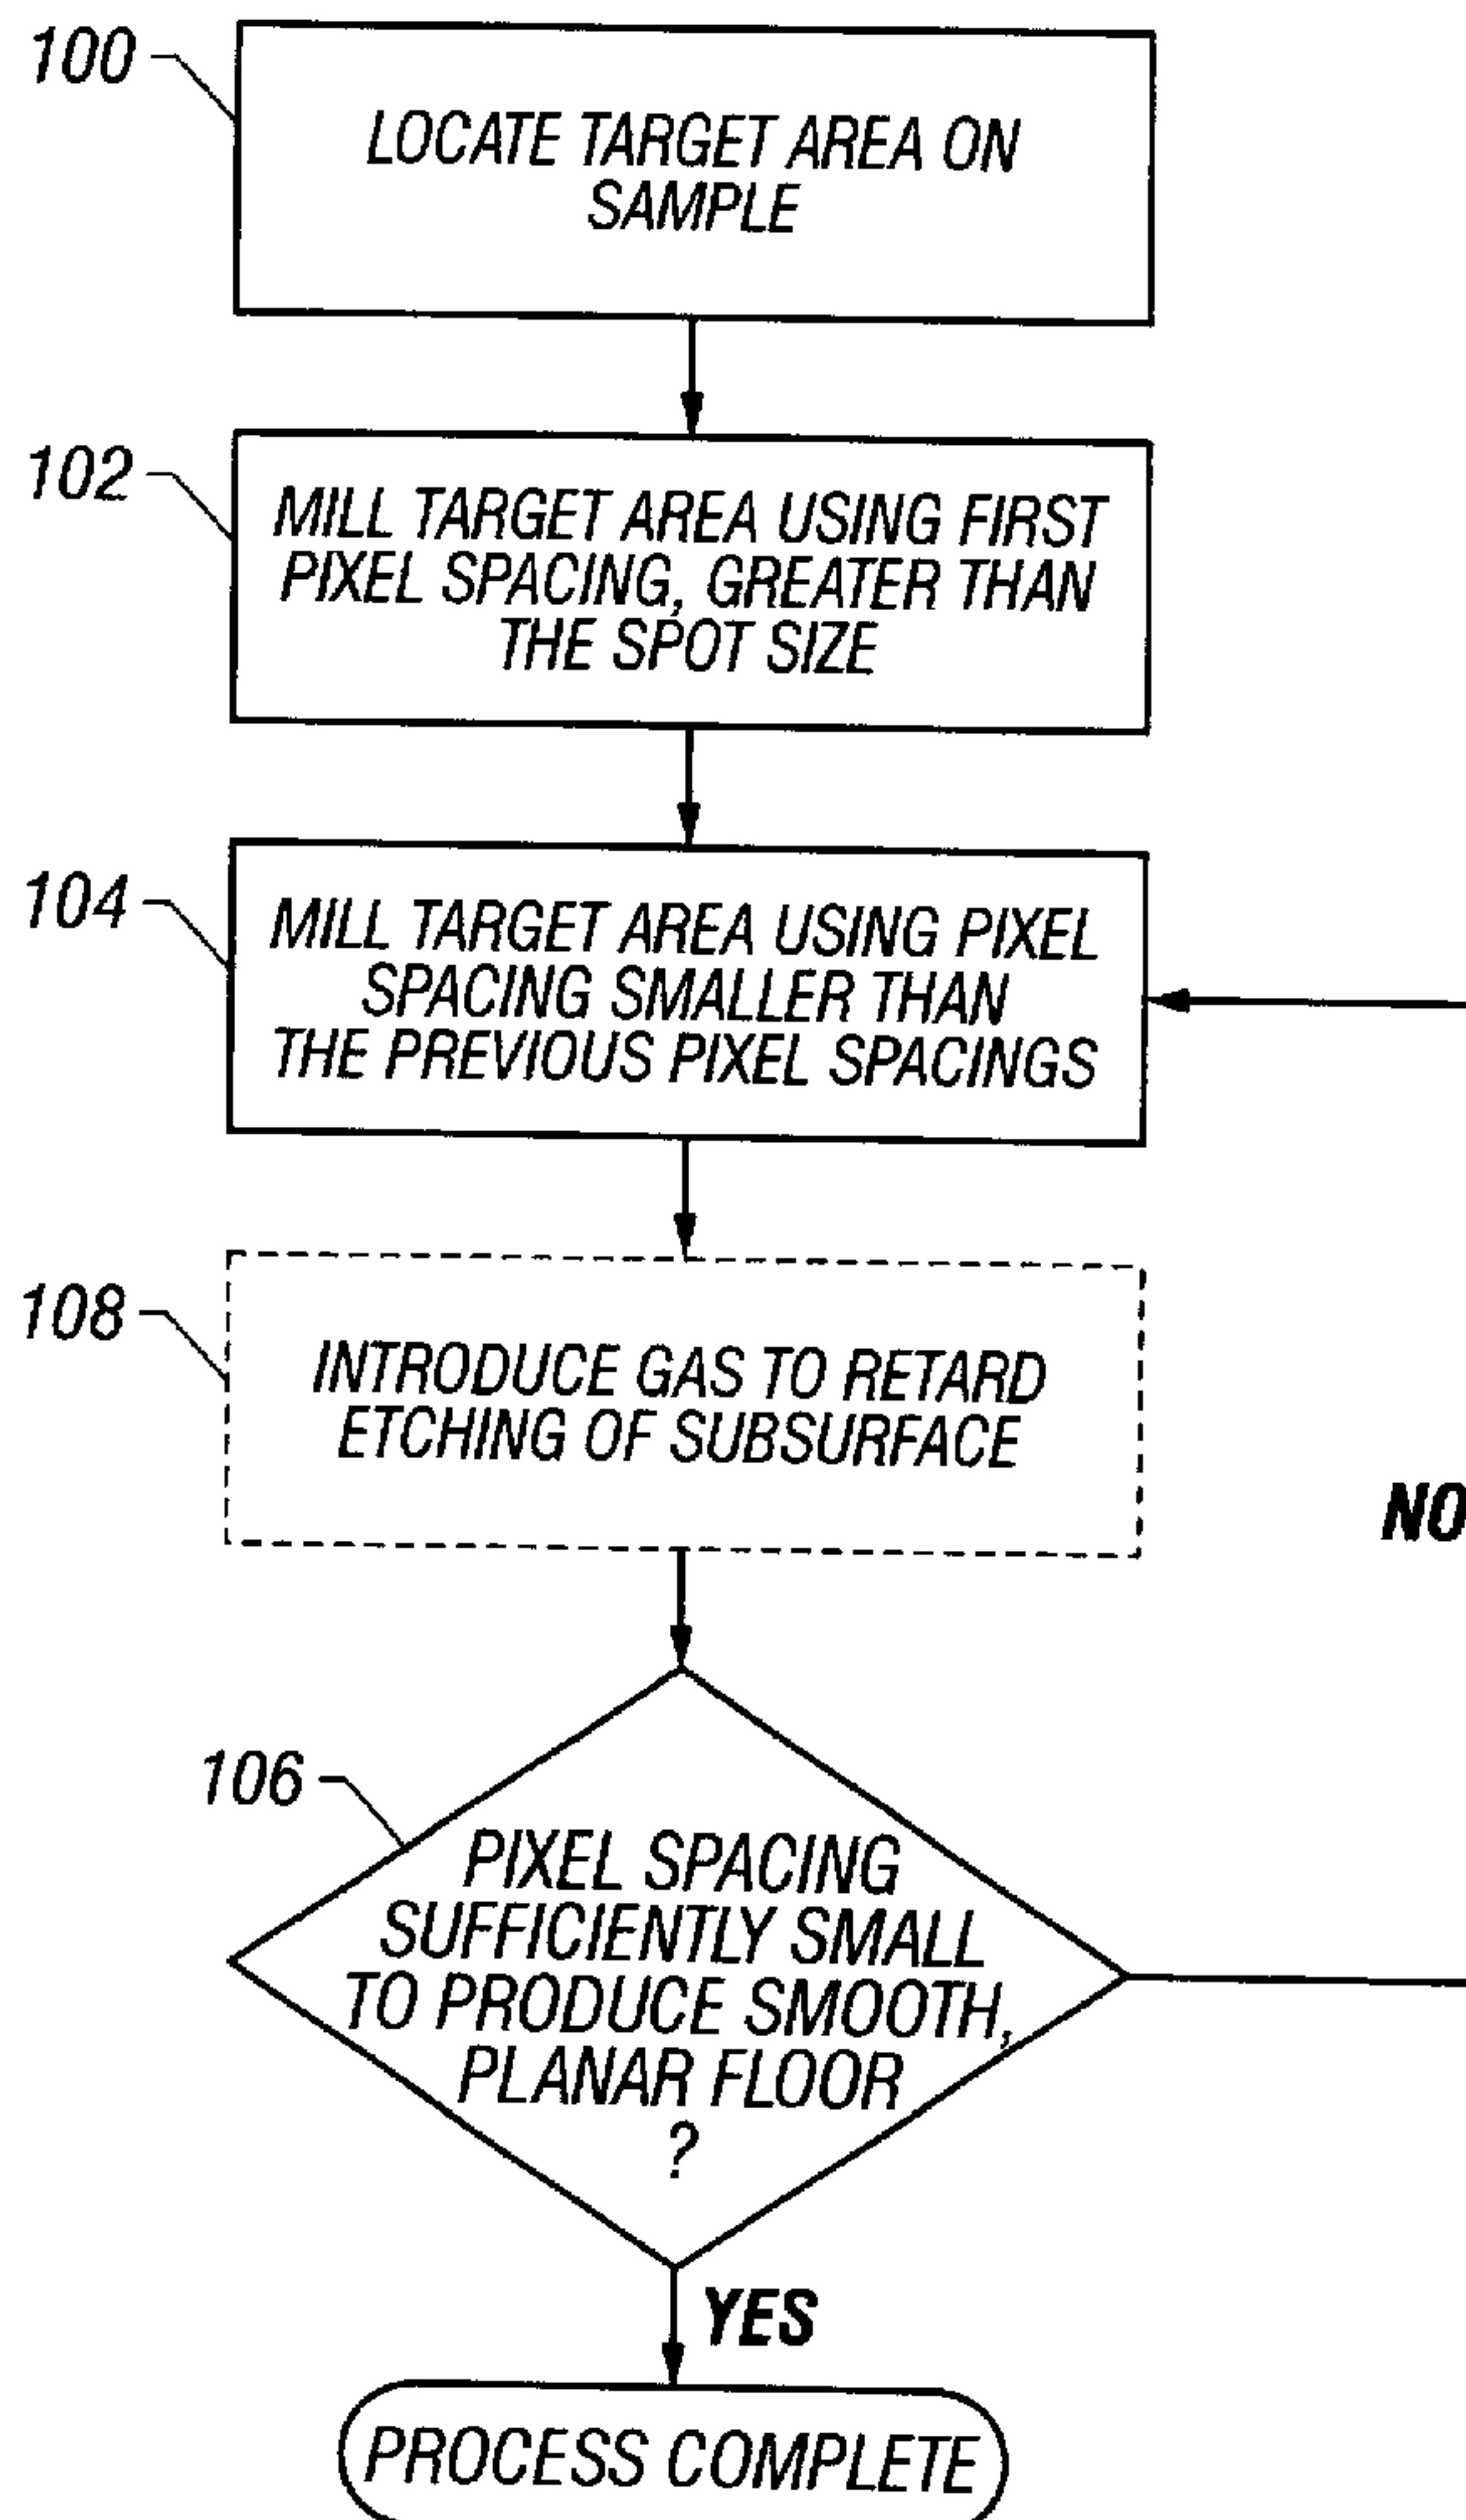 100
LOCATE TARGET AREA ON
SAMPLE
102
MILL TARGET AREA USING FIRST
PIXEL SPACING, GREATER THAN
THE SPOT SIZE
104
MILL TARGET AREA USING PIXEL
SPACING SMALLER THAN
THE PREVIOUS PIXEL SPACINGS
108
INTRODUCE GAS TO RETARD
ETCHING OF SUBSURFACE
NO
106
PIXEL SPACING
SUFFICIENTLY SMALL
TO PRODUCE SMOOTH,
PLANAR FLOOR
?
YES
PROCESS COMPLETE